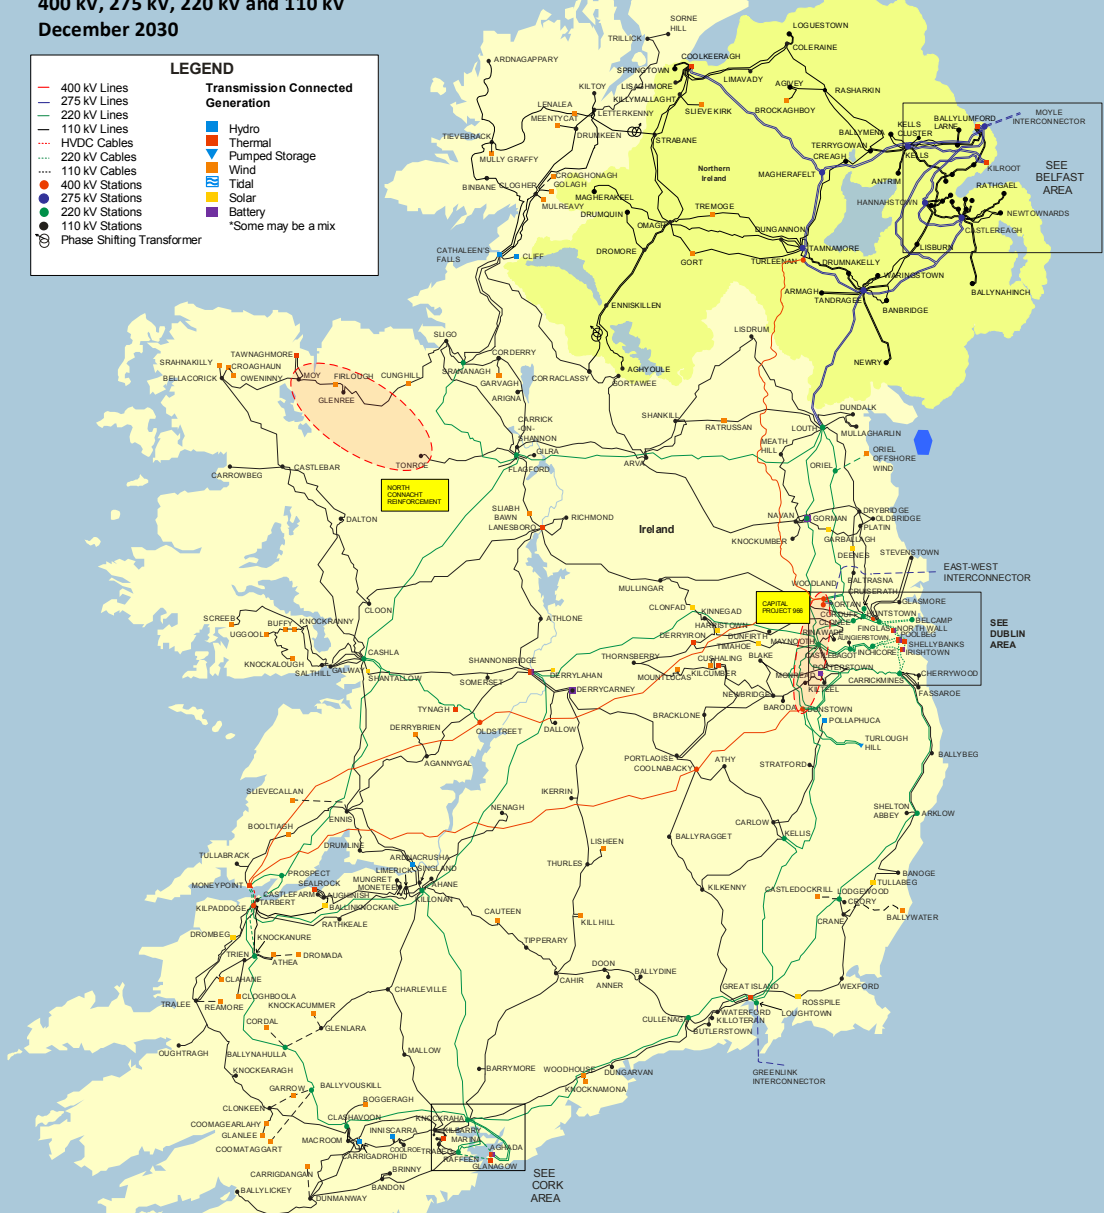 400 kV, 275 kV, 220 kV and 110 kV
December 2030
LEGEND
400 kV Lines
275 kV Lines
220 kV Lines
110 kV Lines
HVDC Cables
220 kV Cables
110 kV Cables
400 kV Stations
275 kV Stations
220 kV Stations
110 kV Stations
Phase Shifting Transformer
Transmission Connected
Generation
Hydro
Thermal
Pumped Storage
Wind
Tidal
Solar
Battery
*Some may be a mix
SORNE
HILL
TRILLICK
LOGUESTOWN
COLERAINE
ARDNAGAPPARY
COOLKEERAGH
SPRINGTOWN
LIMAVADY
AGIVEY
RASHARKIN
KILTOY
LISAGHMORE
KILLYMALLAGHT
LENALEA
LETTERKENNY
SLIEVE KIRK
BROCKAGHBOY
MEENTYCAT
DRUMKEEN
TIEVEBRACK
STRABANE
MULLY GRAFFY
KELLS
CLUSTER
BALLYLUMFORD
LARNE
MOYLE
INTERCONNECTOR
BALLYMENA
TERRYGOWAN
CREAGH
KELLS
KILROOT
SEE
BELFAST
AREA
Northern
Ireland
MAGHERAFELT
ANTRIM
RATHGAEL
BINBANE
CLOGHER
CROAGHONAGH
GOLAGH
MAGHERAKEEL
MULREAVY
DRUMQUIN
TREMOGE
HANNAHSTOWN
NEWTOWNARDS
CASTLEREAGH
OMAGH
DUNGANNON
TAMNAMORE
LISBURN
CATHALEEN'S
FALLS
CLIFF
DROMORE
GORT
TURLEENAN
DRUMNAKELLY
WARINGSTOWN
ARMAGH
TANDRAGEE
BALLYNAHINCH
BANBRIDGE
ENNISKILLEN
LISDRUM
NEWRY
SLIGO
TAWNAGHMORE
SRAHNAKILLY
CROAGHAUN
BELLACORICK
OWENINNY
MOY
FIRLOUGH
GLENREE
CUNGHILL
SRANANAGH
CORDERRY
GARVAGH
ARIGNA
CORRACLASSY
GORTAWEE
AGHYOULE
CARRICK
-ON-
SHANNON
GILRA
FLAGFORD
TONROE
SHANKILL
RATRUSSAN
ARVA
DUNDALK
LOUTH
MULLAGHARLIN
MEATH
HILL
ORIEL
ORIEL
OFFSHORE
WIND
CARROWBEG
CASTLEBAR
NORTH
CONNACHT
REINFORCEMENT
DALTON
SLIABH
BAWN
LANESBORO
RICHMOND
Ireland
NAVAN
GORMAN
DRYBRIDGE
OLDBRIDGE
PLATIN
KNOCKUMBER
GARBALLAGH
DEENES
STEVENSTOWN
EAST-WEST
INTERCONNECTOR
MULLINGAR
WOODLAND
BALTRASNA
CRUISERATH
CAPITAL
PROJECT 966
PORTAN
CORDUFF
CLONEE
HUNTSTOWN
GLASMORE
BELCAMP
FINGLAS
NORTH WALL
POOLBEG
SHELLYBANKS
IRISHTOWN
SEE
DUBLIN
AREA
CLOON
CLONFAD
KINNEGAD
HARRISTOWN
DERRYIRON
DUNFIRTH
TIMAHOE
MAYNOOTH
RINAWADE
AUNGIERSTOWN
CASTLEBAGOT
INCHICORE
SCREEB
BUFFY
KNOCKRANNY
UGGOOL
KNOCKALOUGH
SALTHILL
GALWAY
CASHLA
SHANTALLOW
ATHLONE
SHANNONBRIDGE
SOMERSET
DERRYLAHAN
DERRYCARNEY
THORNSBERRY
MOUNTLUCAS
CUSHALING
KILCUMBER
BLAKE
MONREAD
PORTERSTOWN
KILTEEL
CARRICKMINES
CHERRYWOOD
FASSAROE
NEWBRIDGE
BARODA
DUNSTOWN
POLLAPHUCA
TURLOUGH
HILL
TYNAGH
OLDSTREET
DALLOW
BRACKLONE
DERRYBRIEN
AGANNYGAL
PORTLAOISE
COOLNABACKY
ATHY
STRATFORD
BALLYBEG
SLIEVECALLAN
IKERRIN
NENAGH
ENNIS
BOOLTIAGH
SHELTON
ABBEY
ARKLOW
CARLOW
KELLIS
BALLYRAGGET
LISHEEN
THURLES
DRUMLINE
TULLABRACK
ARDNACRUSHA
LIMERICK
SINGLAND
MUNGRET
MONETEE
AHANE
KILLONAN
PROSPECT
MONEYPOINT
SEALROCK
CASTLEFARM
AUGHINISH
TARBERT
KILPADDOGE
BALLINKNOCKANE
RATHKEALE
BANOGE
TULLABEG
KILKENNY
CASTLEDOCKRILL
LODGEWOOD
CRORY
CRANE
BALLYWATER
CAUTEEN
KILL HILL
DROMBEG
KNOCKANURE
TRIEN
ATHEA
DROMADA
TIPPERARY
CAHIR
DOON
ANNER
BALLYDINE
CLAHANE
TRALEE
REAMORE
CLOGHBOOLA
CHARLEVILLE
GREAT ISLAND
WEXFORD
ROSSPILE
LOUGHTOWN
KNOCKACUMMER
CORDAL
GLENLARA
CULLENAGH
WATERFORD
KILLOTERAN
BUTLERSTOWN
OUGHTRAGH
BALLYNAHULLA
MALLOW
KNOCKEARAGH
BARRYMORE
WOODHOUSE
DUNGARVAN
KNOCKNAMONA
GREENLINK
INTERCONNECTOR
GARROW
BALLYVOUSKILL
BOGGERAGH
CLONKEEN
CLASHAVOON
COOMAGEARLAHY
GLANLEE
COOMATAGGART
MACROOM
INNISCARRA
CARRIGADROHID
COOLROE
KNOCKRAHA
KILBARRY
MARINA
TRABEG
RAFFEEN
AGHADA
GLANAGOW
SEE
CORK
AREA
CARRIGDANGAN
BRINNY
BANDON
BALLYLICKEY
DUNMANWAY